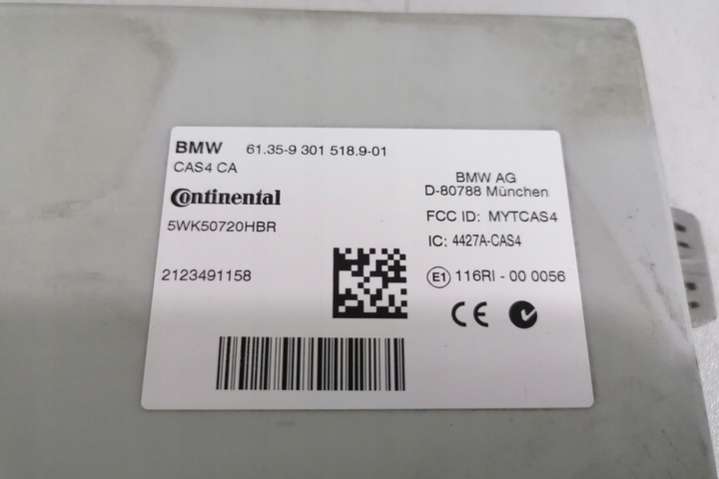 BMW 61.35-9 301 518.9-01
CAS4 CA
Continental
5WK50720HBR
2123491158
BMW AG
D-80788 München
FCC ID: MYTCAS4
IC: 4427A-CAS4
E1 116RI - 00 0056
CE